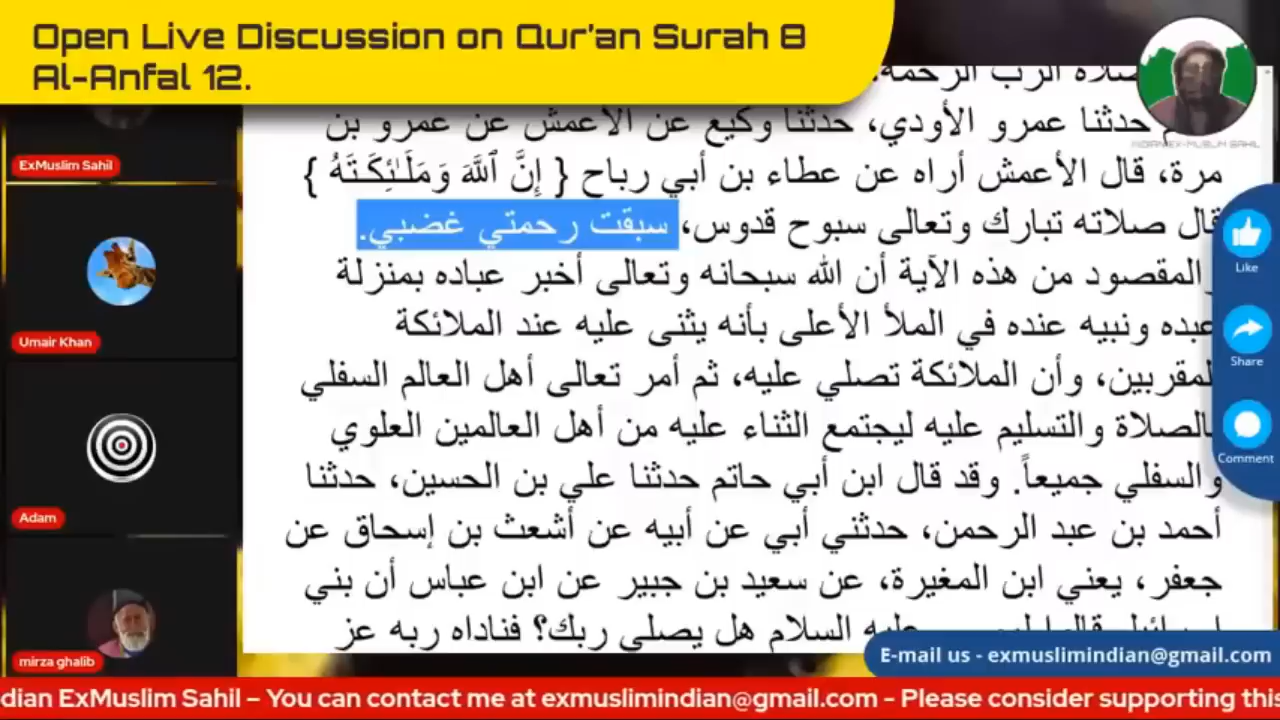 Open Live Discussion on Qur'an Surah 8
Al-Anfal 12.
الرب الرحمة.
حدثنا عمرو الأودي، حدثنا وكيع عن الأعمش عن عمرو بن
مرة، قال الأعمش أراه عن عطاء بن أبي رباح { إِنَّ ٱللَّهَ وَمَلَـٰئِكَـتَهُ }
قال صلاته تبارك وتعالى سبوح قدوس، سبقت رحمتي غضبي.
المقصود من هذه الآية أن الله سبحانه وتعالى أخبر عباده بمنزلة
عبده ونبيه عنده في الملأ الأعلى بأنه يثنى عليه عند الملائكة
المقربين، وأن الملائكة تصلي عليه، ثم أمر تعالى أهل العالم السفلي
بالصلاة والتسليم عليه ليجتمع الثناء عليه من أهل العالمين العلوي
والسفلي جميعاً. وقد قال ابن أبي حاتم حدثنا علي بن الحسين، حدثنا
أحمد بن عبد الرحمن، حدثني أبي عن أبيه عن أشعث بن إسحاق عن
جعفر، يعني ابن المغيرة، عن سعيد بن جبير عن ابن عباس أن بني
عليه السلام هل يصلي ربك؟ فناداه ربه عز
ExMuslim Sahil
Umair Khan
Adam
mirza ghalib
Like
Share
Comment
E-mail us - exmuslimindian@gmail.com
dian ExMuslim Sahil – You can contact me at exmuslimindian@gmail.com - Please consider supporting this